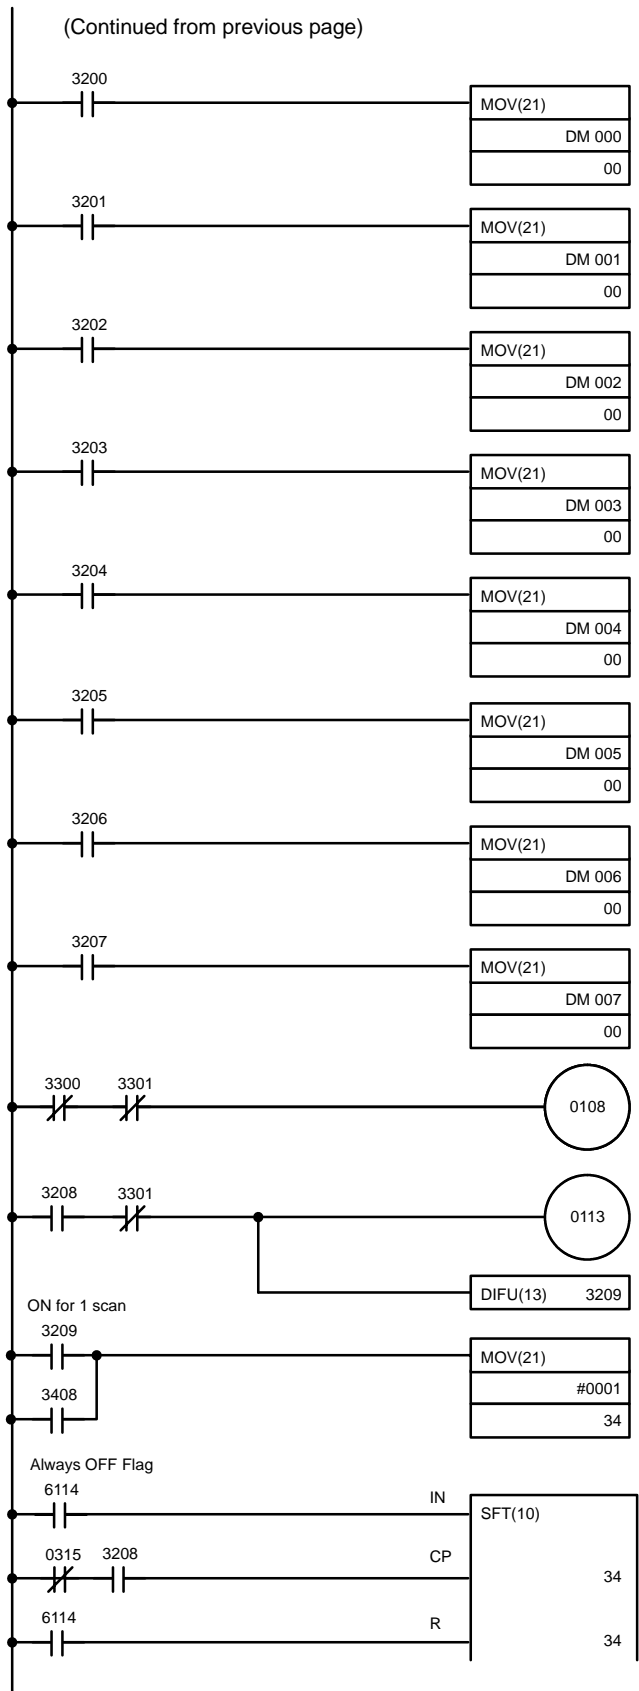 (Continued from previous page)
3200
MOV(21)
DM 000
00
3201
MOV(21)
DM 001
00
3202
MOV(21)
DM 002
00
3203
MOV(21)
DM 003
00
3204
MOV(21)
DM 004
00
3205
MOV(21)
DM 005
00
3206
MOV(21)
DM 006
00
3207
MOV(21)
DM 007
00
3300 3301
0108
3208 3301
0113
DIFU(13) 3209
ON for 1 scan
3209
MOV(21)
#0001
3408
34
Always OFF Flag
6114
IN
SFT(10)
0315 3208
CP
34
6114
R
34